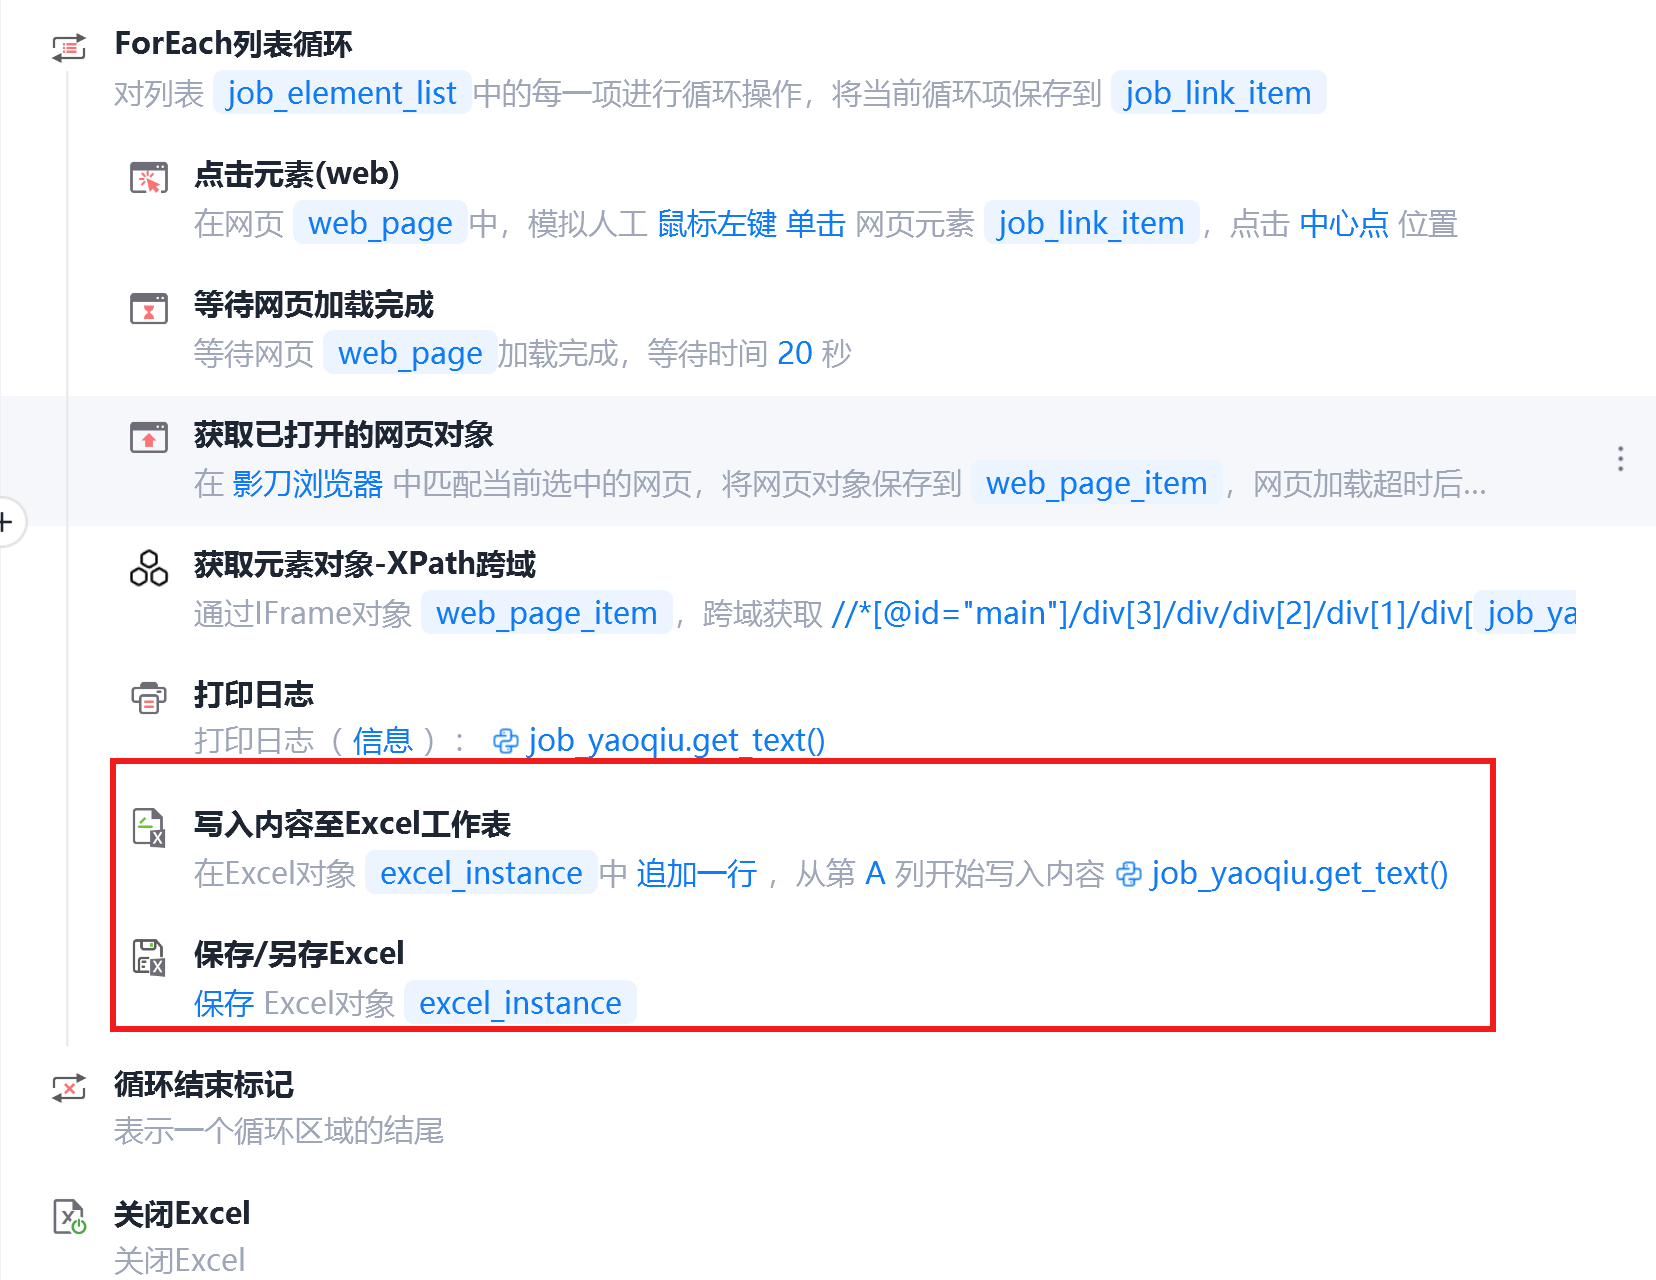 ForEach列表循环
对列表 job_element_list 中的每一项进行循环操作，将当前循环项保存到 job_link_item
点击元素(web)
在网页 web_page 中，模拟人工 鼠标左键 单击 网页元素 job_link_item ，点击 中心点 位置
等待网页加载完成
等待网页 web_page 加载完成，等待时间 20 秒
获取已打开的网页对象
在 影刀浏览器 中匹配当前选中的网页，将网页对象保存到 web_page_item ，网页加载超时后...
获取元素对象-XPath跨域
通过IFrame对象 web_page_item ，跨域获取 //*[@id="main"]/div[3]/div/div[2]/div[1]/div[ job_ya
打印日志
打印日志（ 信息 ）： job_yaoqiu.get_text()
写入内容至Excel工作表
在Excel对象 excel_instance 中 追加一行 ，从第 A 列开始写入内容 job_yaoqiu.get_text()
保存/另存Excel
保存 Excel对象 excel_instance
循环结束标记
表示一个循环区域的结尾
关闭Excel
关闭Excel